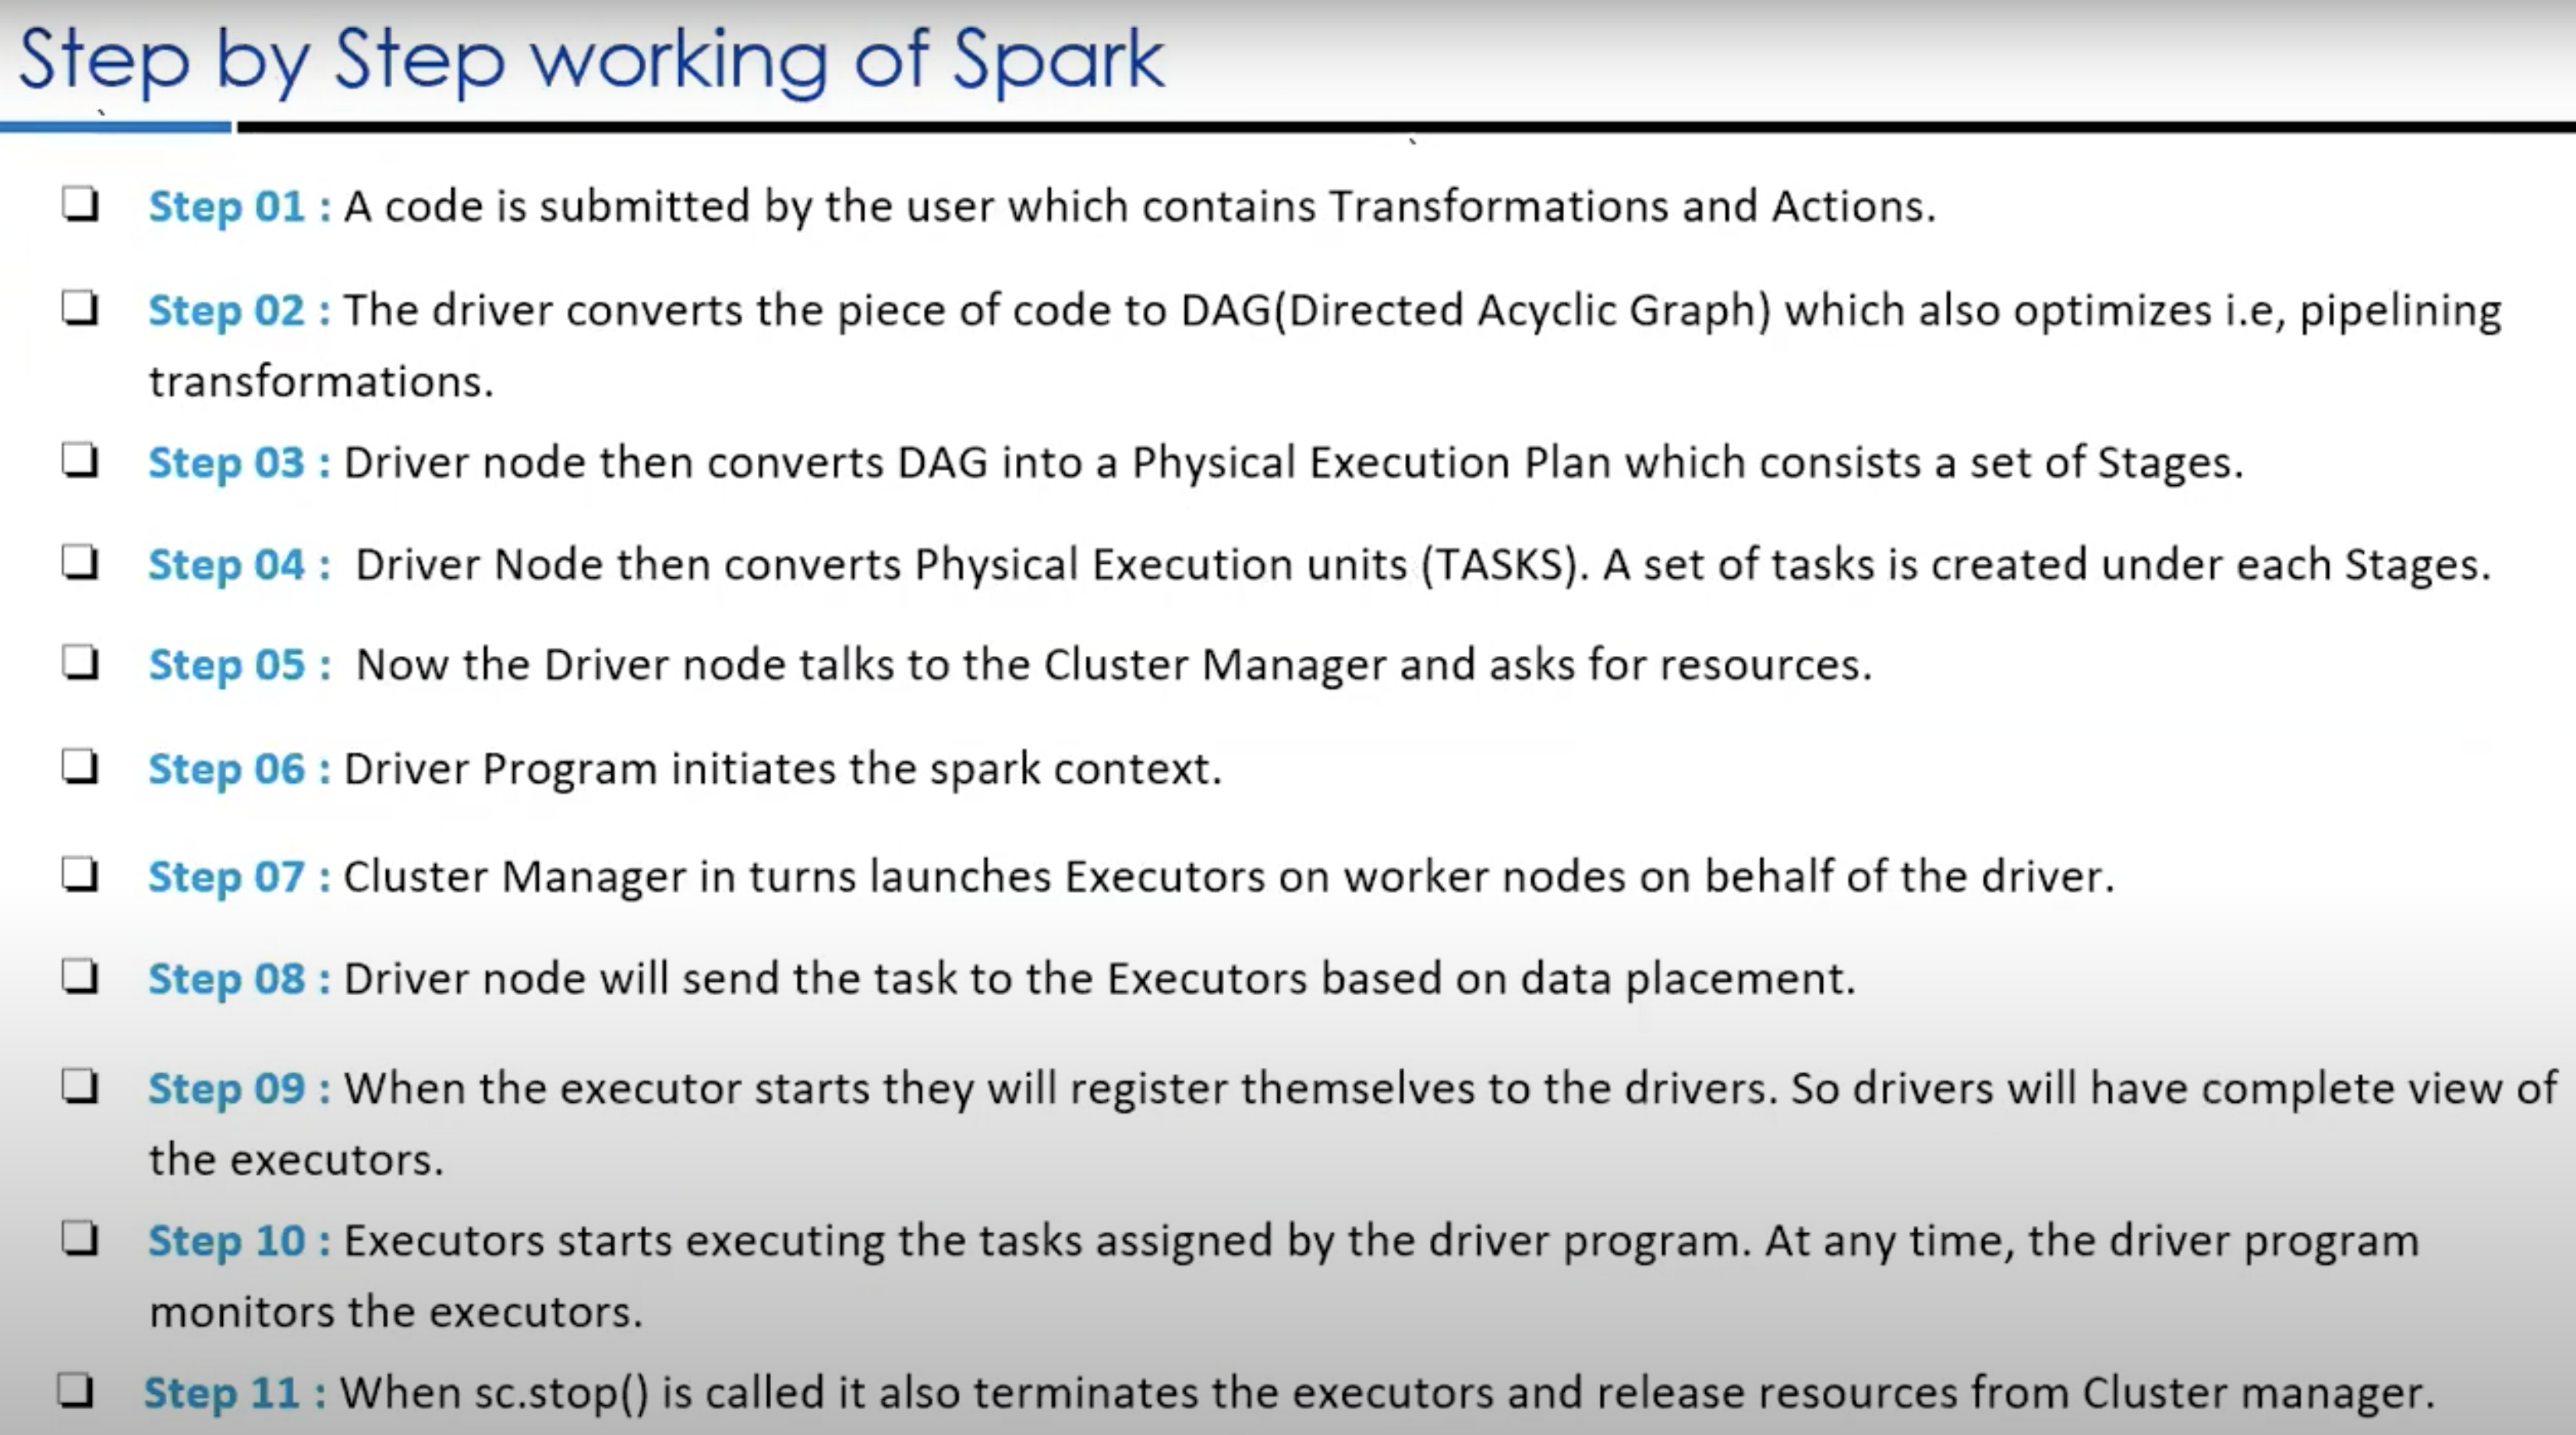 Step by Step working of Spark
Step 01 : A code is submitted by the user which contains Transformations and Actions.
Step 02 : The driver converts the piece of code to DAG(Directed Acyclic Graph) which also optimizes i.e, pipelining
transformations.
Step 03 : Driver node then converts DAG into a Physical Execution Plan which consists a set of Stages.
Step 04 : Driver Node then converts Physical Execution units (TASKS). A set of tasks is created under each Stages.
Step 05 : Now the Driver node talks to the Cluster Manager and asks for resources.
Step 06 : Driver Program initiates the spark context.
Step 07 : Cluster Manager in turns launches Executors on worker nodes on behalf of the driver.
Step 08 : Driver node will send the task to the Executors based on data placement.
Step 09 : When the executor starts they will register themselves to the drivers. So drivers will have complete view of
the executors.
Step 10 : Executors starts executing the tasks assigned by the driver program. At any time, the driver program
monitors the executors.
Step 11 : When sc.stop() is called it also terminates the executors and release resources from Cluster manager.